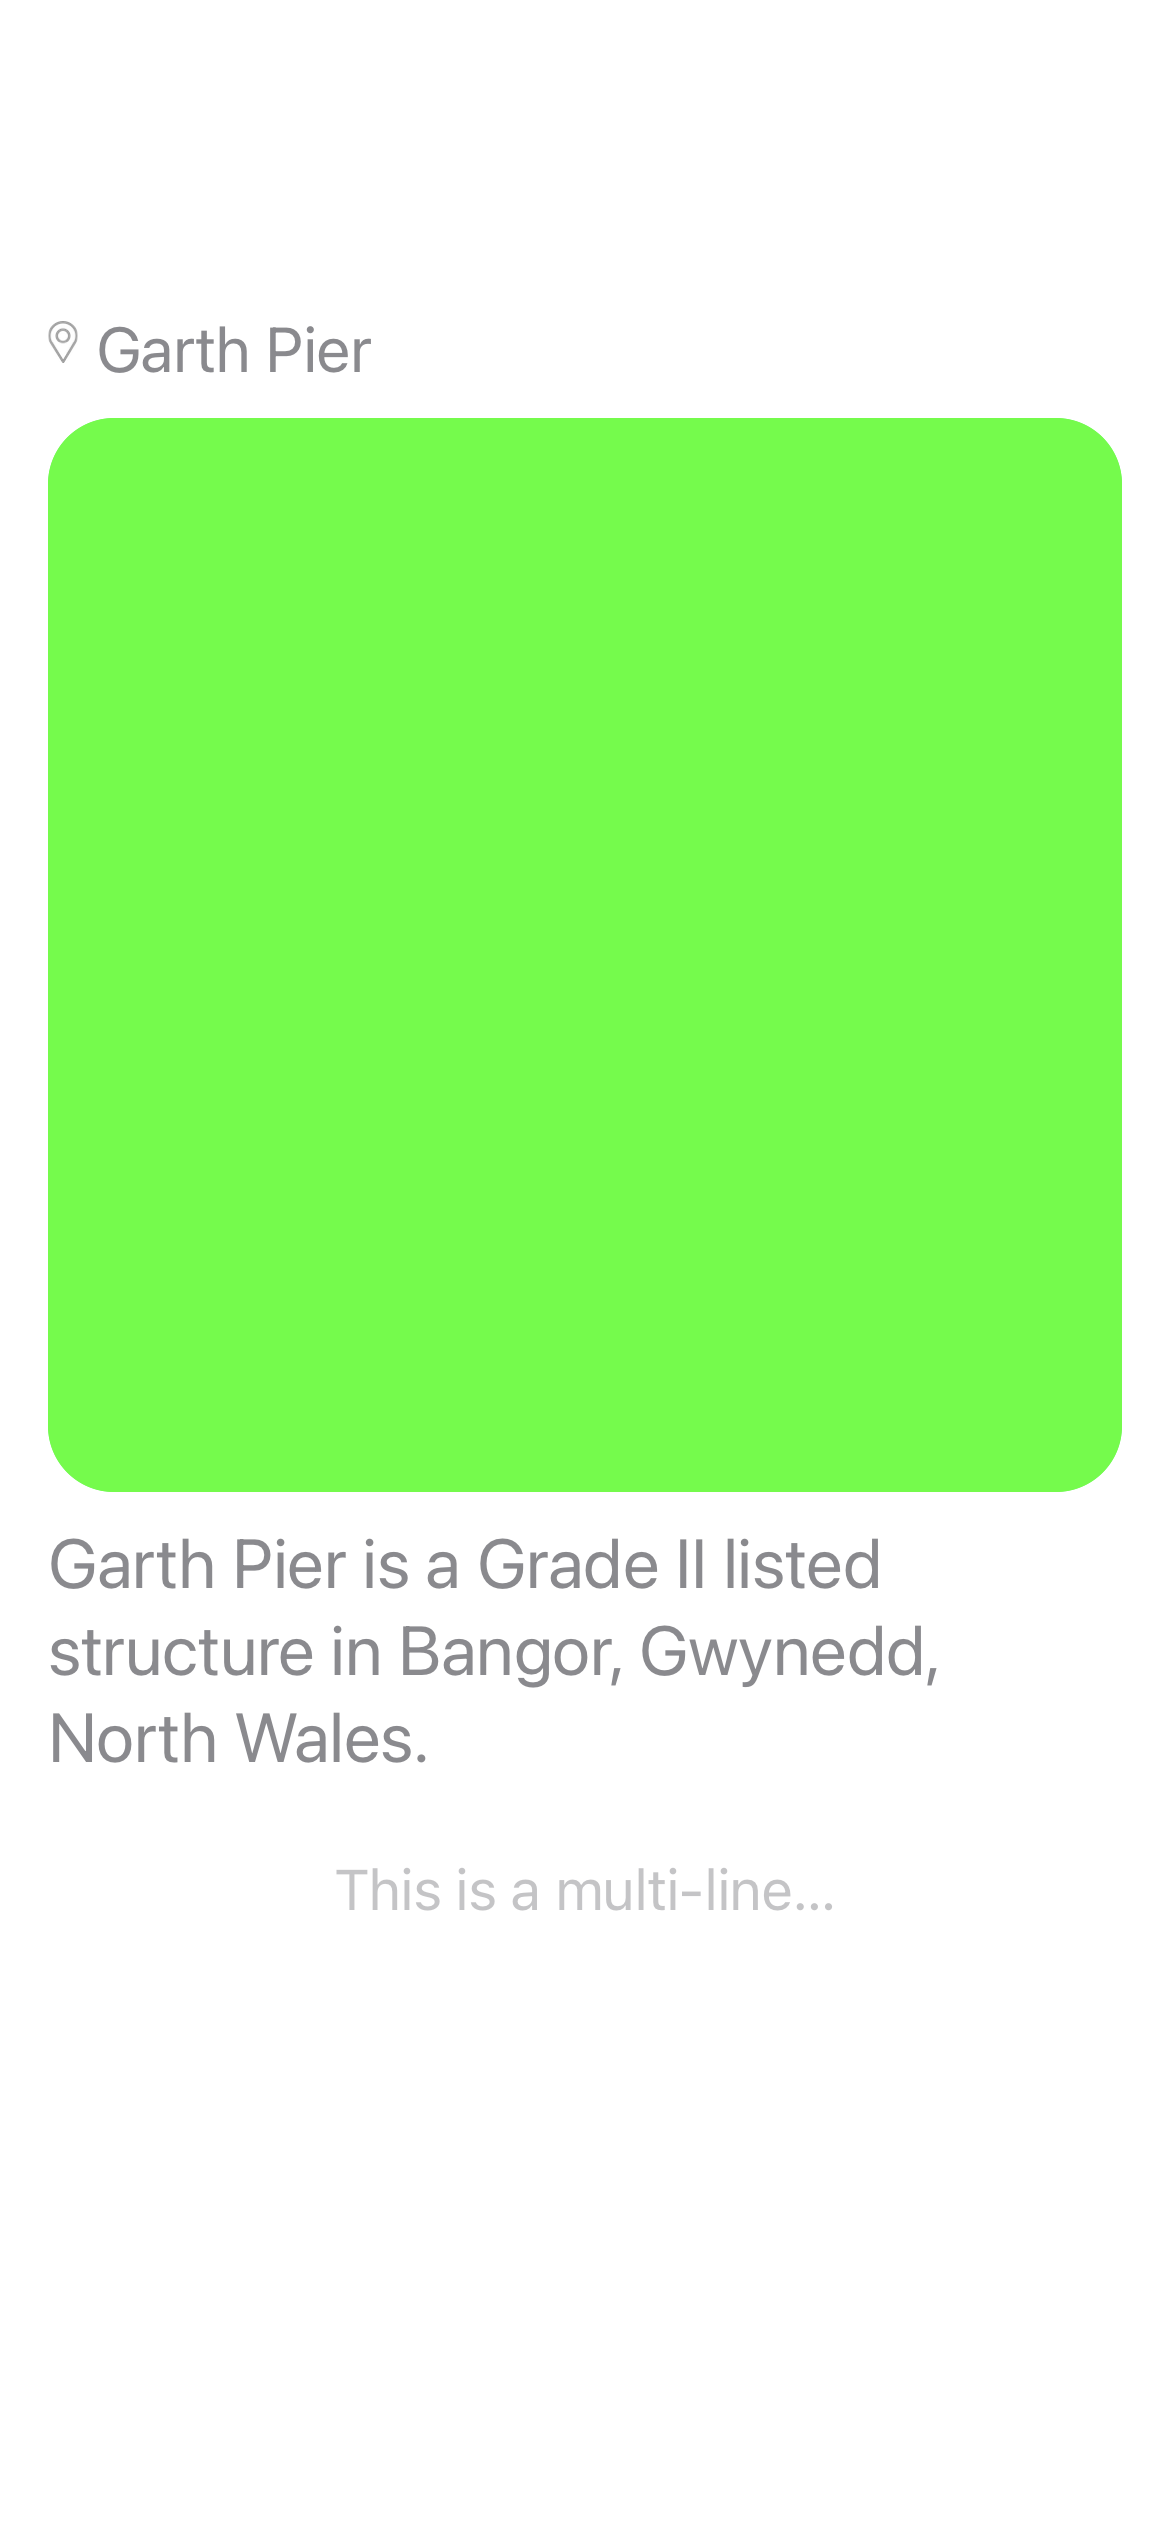 Garth Pier
Garth Pier is a Grade II listed
structure in Bangor, Gwynedd,
North Wales.
This is a multi-line...